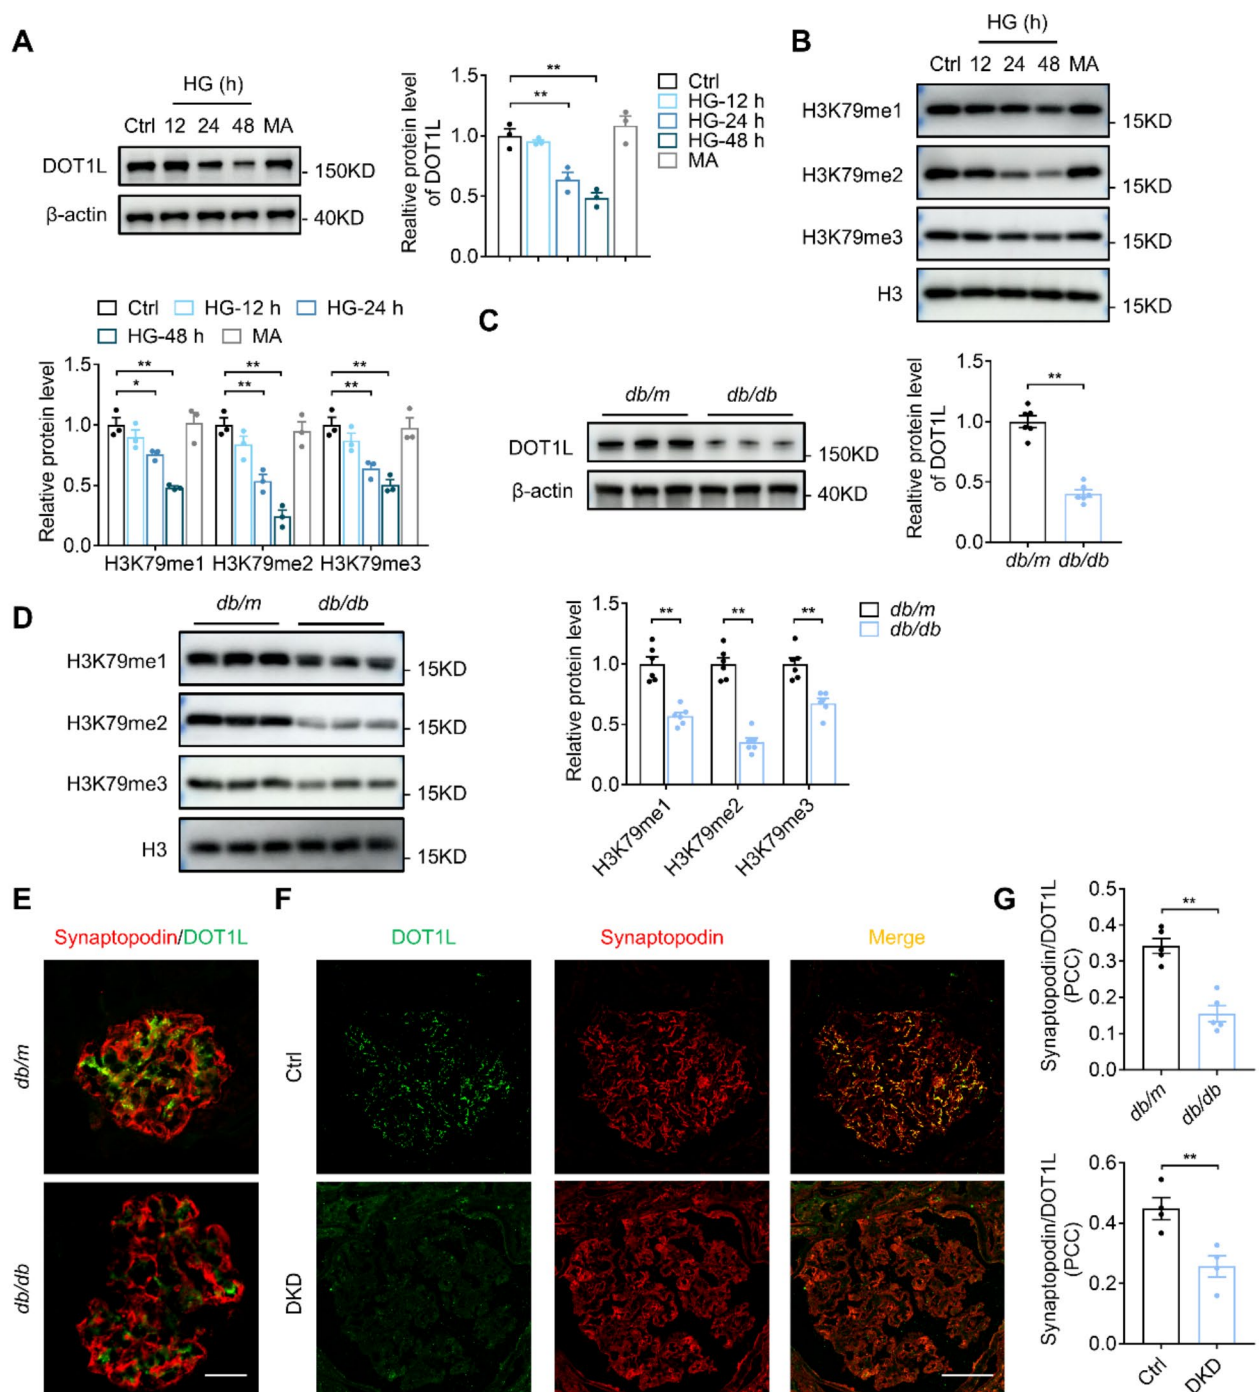 A
HG (h)
Ctrl 12 24 48 MA
DOT1L
150KD
β-actin
40KD
Realtive protein level
of DOT1L
1.5
1.0
0.5
0.0
Ctrl
HG-12 h
HG-24 h
HG-48 h
MA
**
**
B
HG (h)
Ctrl 12 24 48 MA
H3K79me1
15KD
H3K79me2
15KD
H3K79me3
15KD
H3
15KD
Ctrl HG-12 h HG-24 h
HG-48 h MA
Relative protein level
1.5
1.0
0.5
0.0
** ** **
* ** **
H3K79me1 H3K79me2 H3K79me3
C
db/m db/db
DOT1L
150KD
β-actin
40KD
Realtive protein level
of DOT1L
1.5
1.0
0.5
0.0
**
db/m db/db
D
db/m db/db
H3K79me1
15KD
H3K79me2
15KD
H3K79me3
15KD
H3
15KD
Relative protein level
1.5
1.0
0.5
0.0
** ** **
db/m
db/db
H3K79me1
H3K79me2
H3K79me3
E
Synaptopodin/DOT1L
db/m
db/db
F
DOT1L Synaptopodin Merge
Ctrl
DKD
G
Synaptopodin/DOT1L
(PCC)
0.5
0.4
0.3
0.2
0.1
0.0
**
db/m
db/db
Synaptopodin/DOT1L
(PCC)
0.6
0.4
0.2
0.0
**
Ctrl
DKD